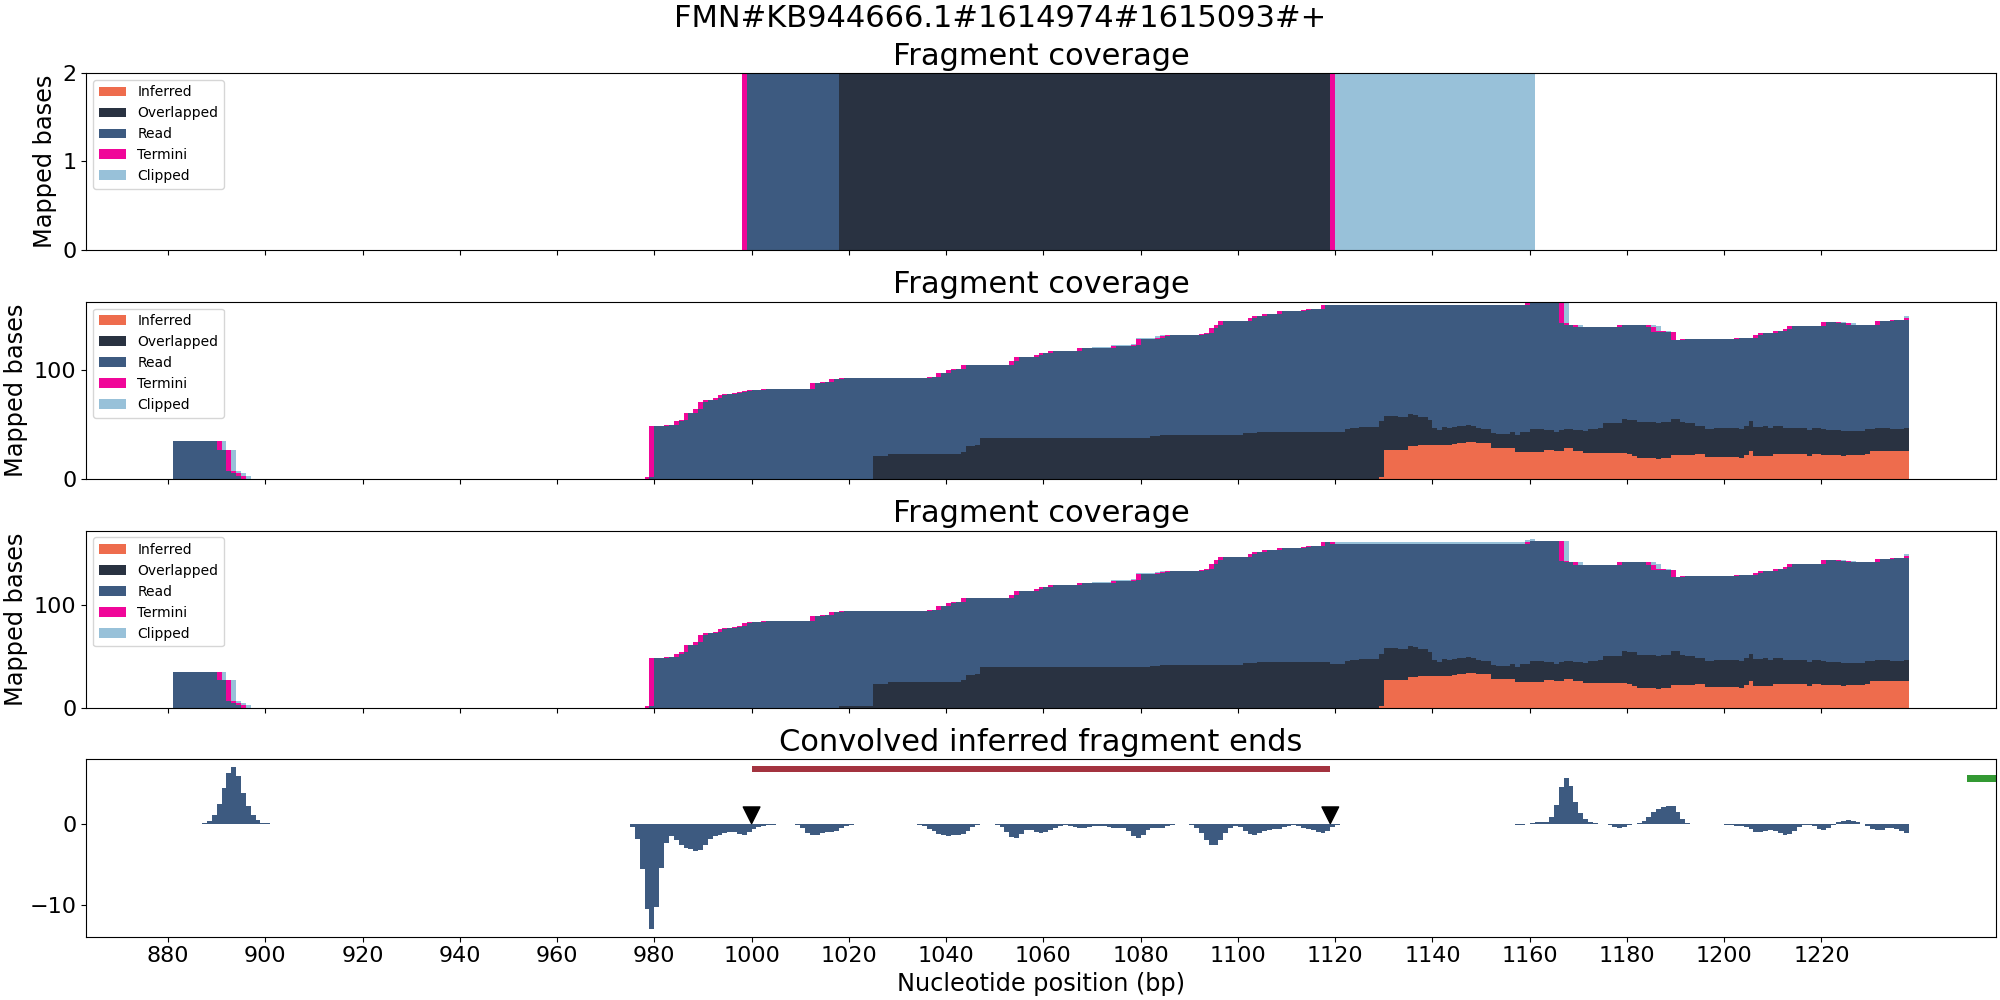 FMN#KB944666.1#1614974#1615093#+
Fragment coverage
Mapped bases
2
1
0
Inferred
Overlapped
Read
Termini
Clipped
Fragment coverage
Mapped bases
100
0
Inferred
Overlapped
Read
Termini
Clipped
Fragment coverage
Mapped bases
100
0
Inferred
Overlapped
Read
Termini
Clipped
Convolved inferred fragment ends
0
−10
880 900 920 940 960 980 1000 1020 1040 1060 1080 1100 1120 1140 1160 1180 1200 1220
Nucleotide position (bp)